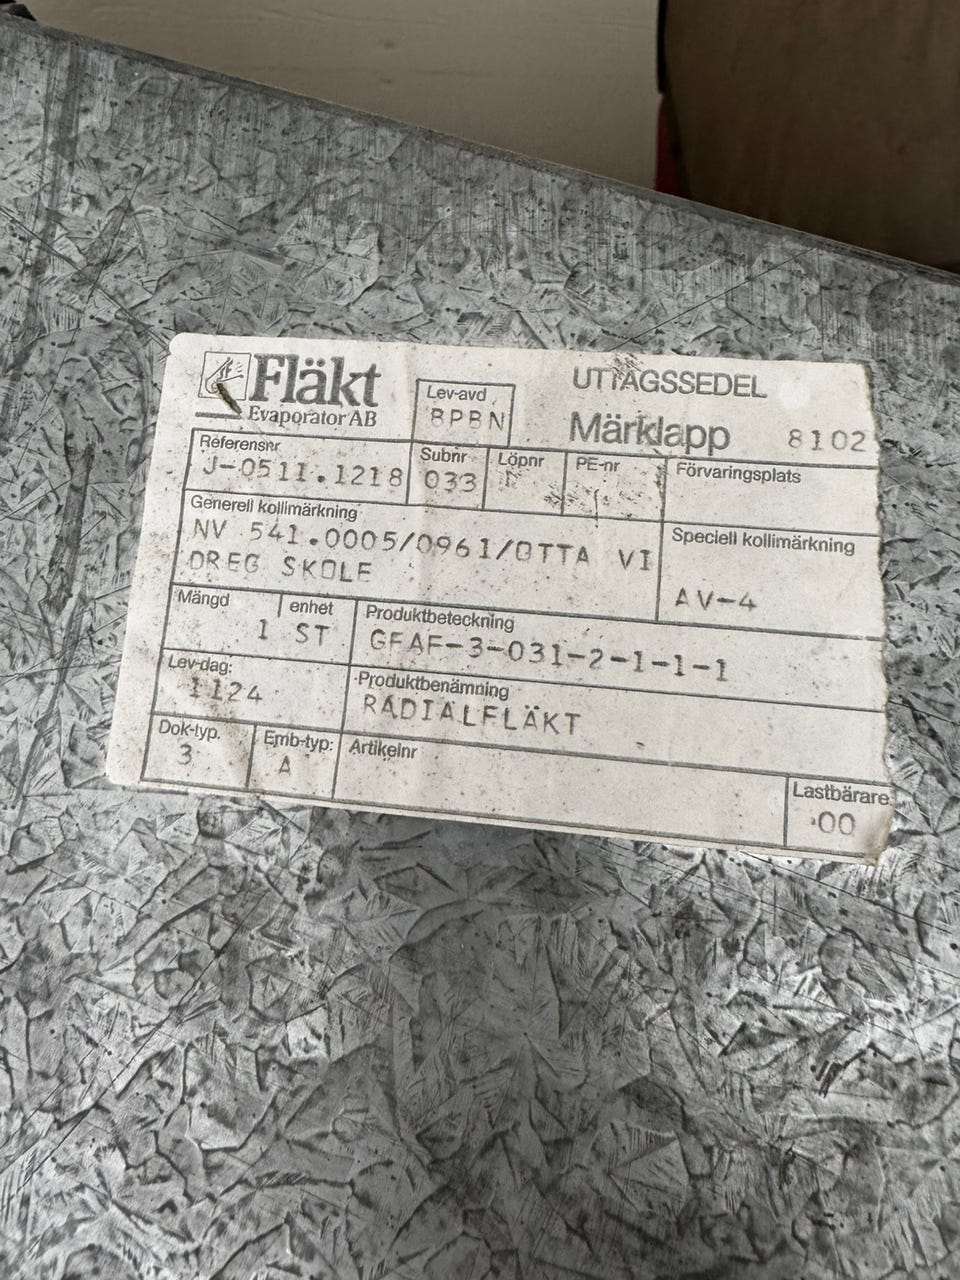 Fläkt
Evaporator AB
Lev-avd
8PBN
UTTAGSSEDEL
Märklapp 8102
Referensnr
J-0511.1218
Subnr
033
Löpnr
PE-nr
Förvaringsplats
Generell kollimärkning
NV 541.0005/0961/OTTA VI
DREG SKOLE
Speciell kollimärkning
AV-4
Mängd enhet
1 ST
Produktbeteckning
GFAF-3-031-2-1-1-1
Lev-dag:
1124
Produktbenämning
RADIALFLÄKT
Dok-typ.
3
Emb-typ:
A
Artikelnr
Lastbärare
00